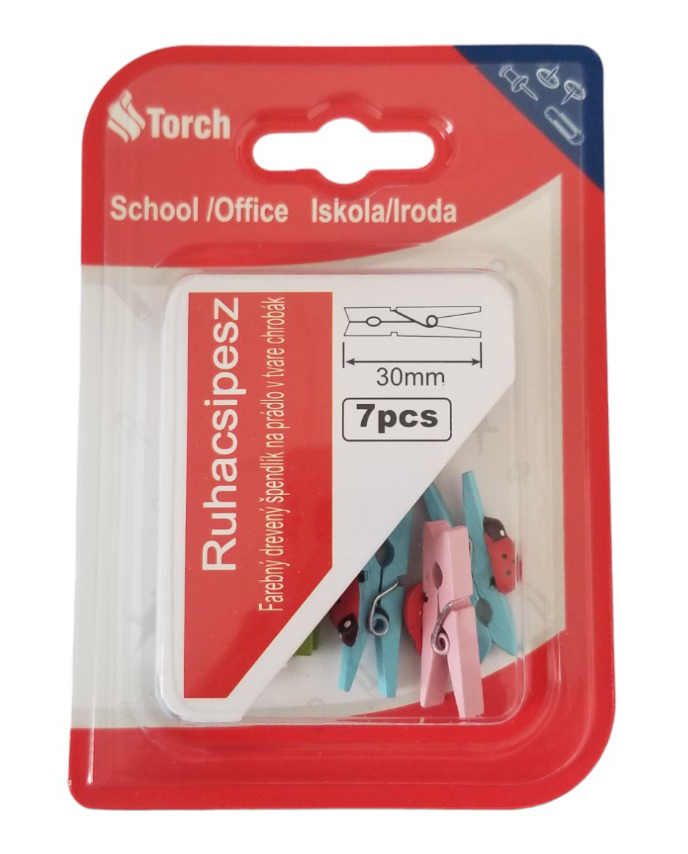 Torch
School /Office Iskola/Iroda
Ruhacsipesz
Farebný drevený špendlík na prádlo v tvare chrobák
30mm
7pcs